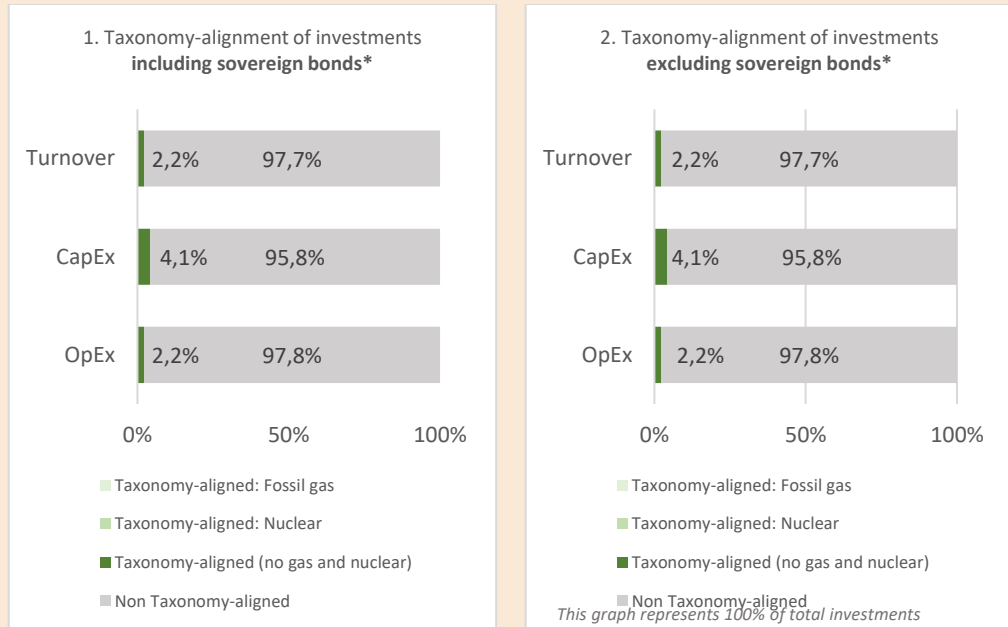 1. Taxonomy-alignment of investments
including sovereign bonds*
Turnover 2,2% 97,7%
CapEx 4,1% 95,8%
OpEx 2,2% 97,8%
0% 50% 100%
Taxonomy-aligned: Fossil gas
Taxonomy-aligned: Nuclear
Taxonomy-aligned (no gas and nuclear)
Non Taxonomy-aligned
2. Taxonomy-alignment of investments
excluding sovereign bonds*
Turnover 2,2% 97,7%
CapEx 4,1% 95,8%
OpEx 2,2% 97,8%
0% 50% 100%
Taxonomy-aligned: Fossil gas
Taxonomy-aligned: Nuclear
Taxonomy-aligned (no gas and nuclear)
Non Taxonomy-aligned
This graph represents 100% of total investments